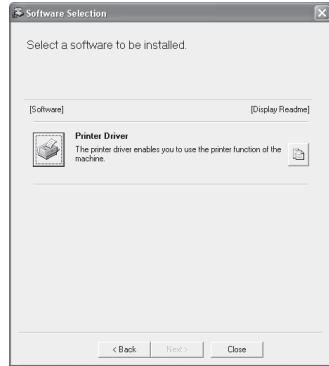 Software Selection
Select a software to be installed.
[Software] [Display Readme]
Printer Driver
The printer driver enables you to use the printer function of the
machine.
< Back Next > Close